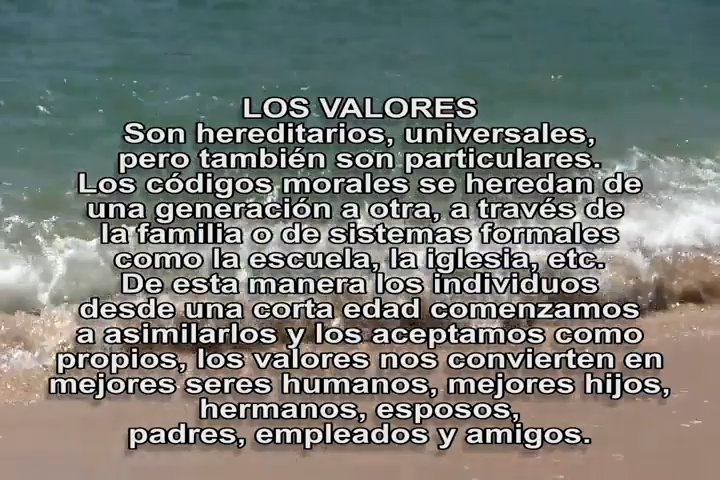 LOS VALORES
Son hereditarios, universales,
pero también son particulares.
Los códigos morales se heredan de
una generación a otra, a través de
la familia o de sistemas formales
como la escuela, la iglesia, etc.
De esta manera los individuos
desde una corta edad comenzamos
a asimilarlos y los aceptamos como
propios, los valores nos convierten en
mejores seres humanos, mejores hijos,
hermanos, esposos,
padres, empleados y amigos.